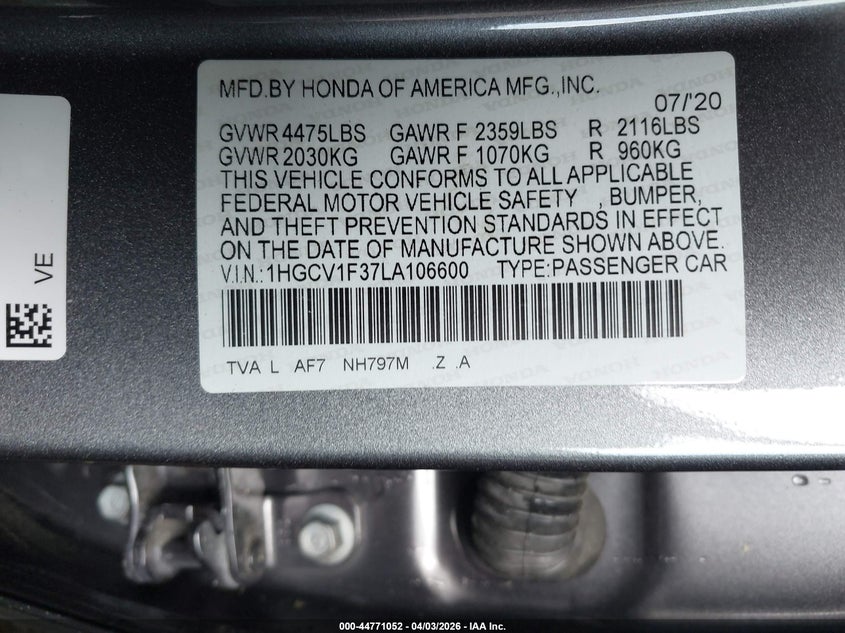 MFD.BY HONDA OF AMERICA MFG.,INC.
07/'20
GVWR 4475LBS GAWR F 2359LBS R 2116LBS
GVWR 2030KG GAWR F 1070KG R 960KG
THIS VEHICLE CONFORMS TO ALL APPLICABLE
FEDERAL MOTOR VEHICLE SAFETY , BUMPER,
AND THEFT PREVENTION STANDARDS IN EFFECT
ON THE DATE OF MANUFACTURE SHOWN ABOVE.
V.I.N.:1HGCV1F37LA106600 TYPE:PASSENGER CAR
TVA L AF7 NH797M .Z .A
VE
000-44771052 - 04/03/2026 - IAA Inc.